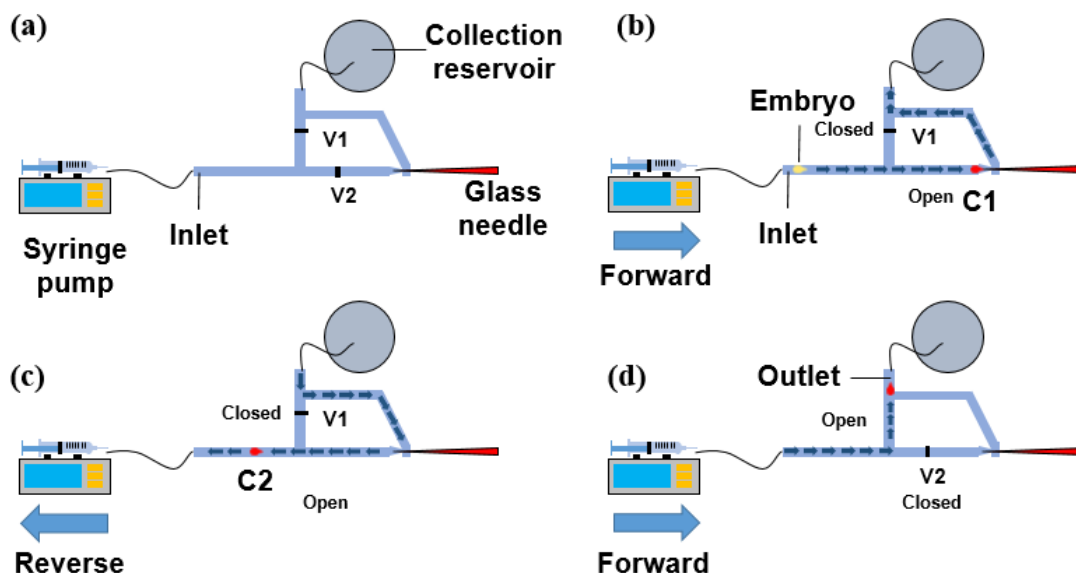 (a)
Collection
reservoir
V1
V2
Inlet
Glass
needle
Syringe
pump
(b)
Embryo
Closed
V1
Open
C1
Inlet
Forward
(c)
Closed
V1
C2
Open
Reverse
(d)
Outlet
Open
V2
Closed
Forward